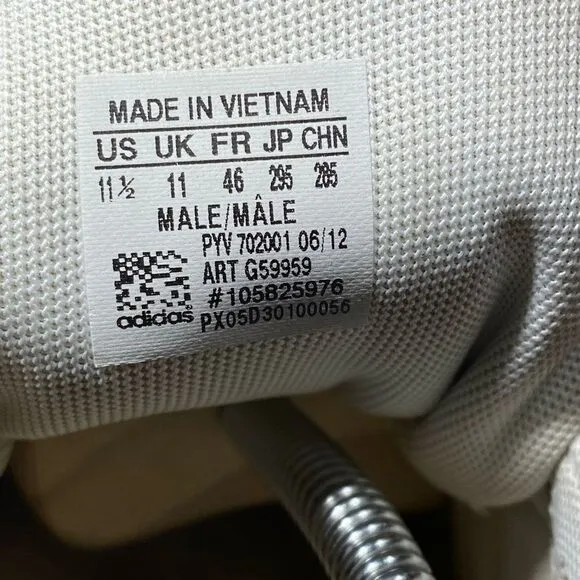 MADE IN VIETNAM
US UK FR JP CHN
11½ 11 46 295 285
MALE/MÂLE
PYV 702001 06/12
ART G59959
#105825976
adidas PX05D30100056